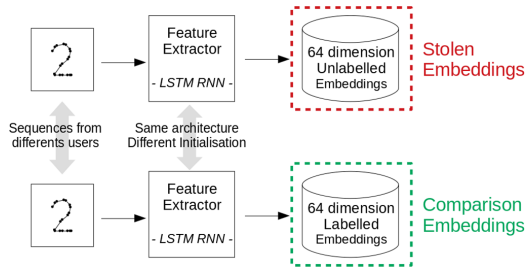 2
Feature
Extractor
- LSTM RNN -
64 dimension
Unlabelled
Embeddings
Stolen
Embeddings
Sequences from
differents users
Same architecture
Different Initialisation
2
Feature
Extractor
- LSTM RNN -
64 dimension
Labelled
Embeddings
Comparison
Embeddings